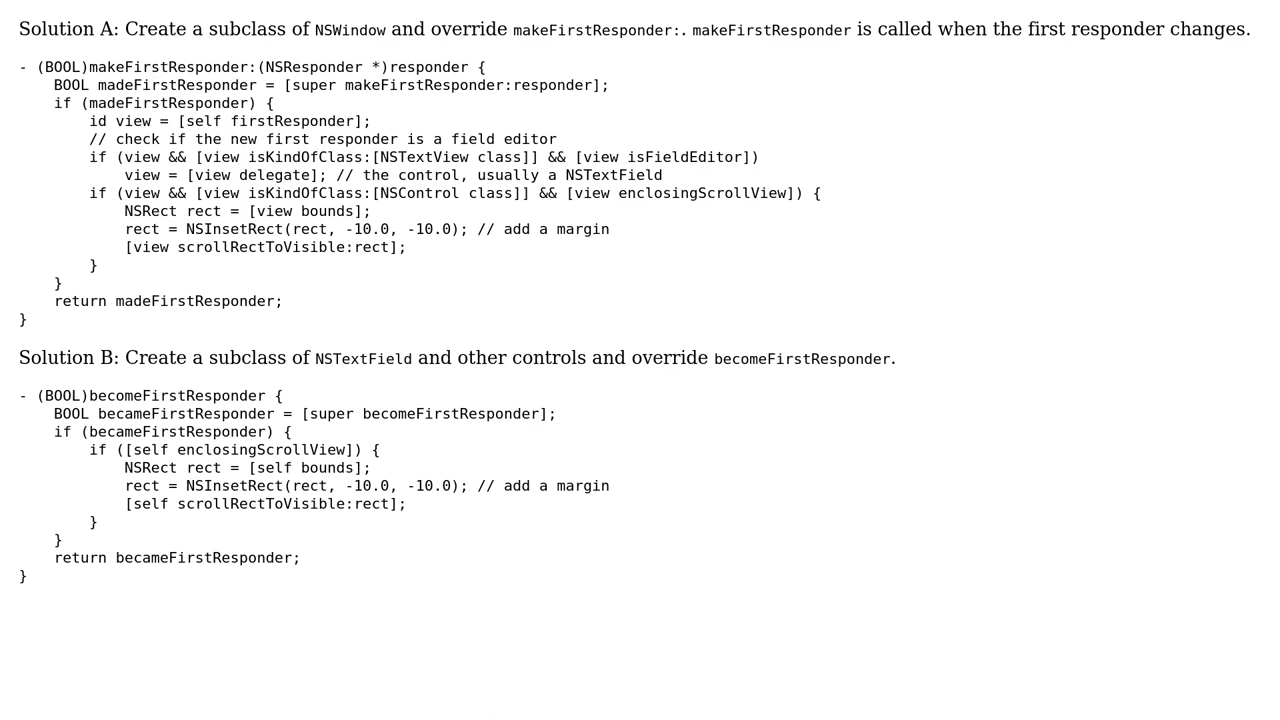 Solution A: Create a subclass of NSWindow and override makeFirstResponder:. makeFirstResponder is called when the first responder changes.
- (BOOL)makeFirstResponder:(NSResponder *)responder {
    BOOL madeFirstResponder = [super makeFirstResponder:responder];
    if (madeFirstResponder) {
        id view = [self firstResponder];
        // check if the new first responder is a field editor
        if (view && [view isKindOfClass:[NSTextView class]] && [view isFieldEditor])
            view = [view delegate]; // the control, usually a NSTextField
        if (view && [view isKindOfClass:[NSControl class]] && [view enclosingScrollView]) {
            NSRect rect = [view bounds];
            rect = NSInsetRect(rect, -10.0, -10.0); // add a margin
            [view scrollRectToVisible:rect];
        }
    }
    return madeFirstResponder;
}
Solution B: Create a subclass of NSTextField and other controls and override becomeFirstResponder.
- (BOOL)becomeFirstResponder {
    BOOL becameFirstResponder = [super becomeFirstResponder];
    if (becameFirstResponder) {
        if ([self enclosingScrollView]) {
            NSRect rect = [self bounds];
            rect = NSInsetRect(rect, -10.0, -10.0); // add a margin
            [self scrollRectToVisible:rect];
        }
    }
    return becameFirstResponder;
}